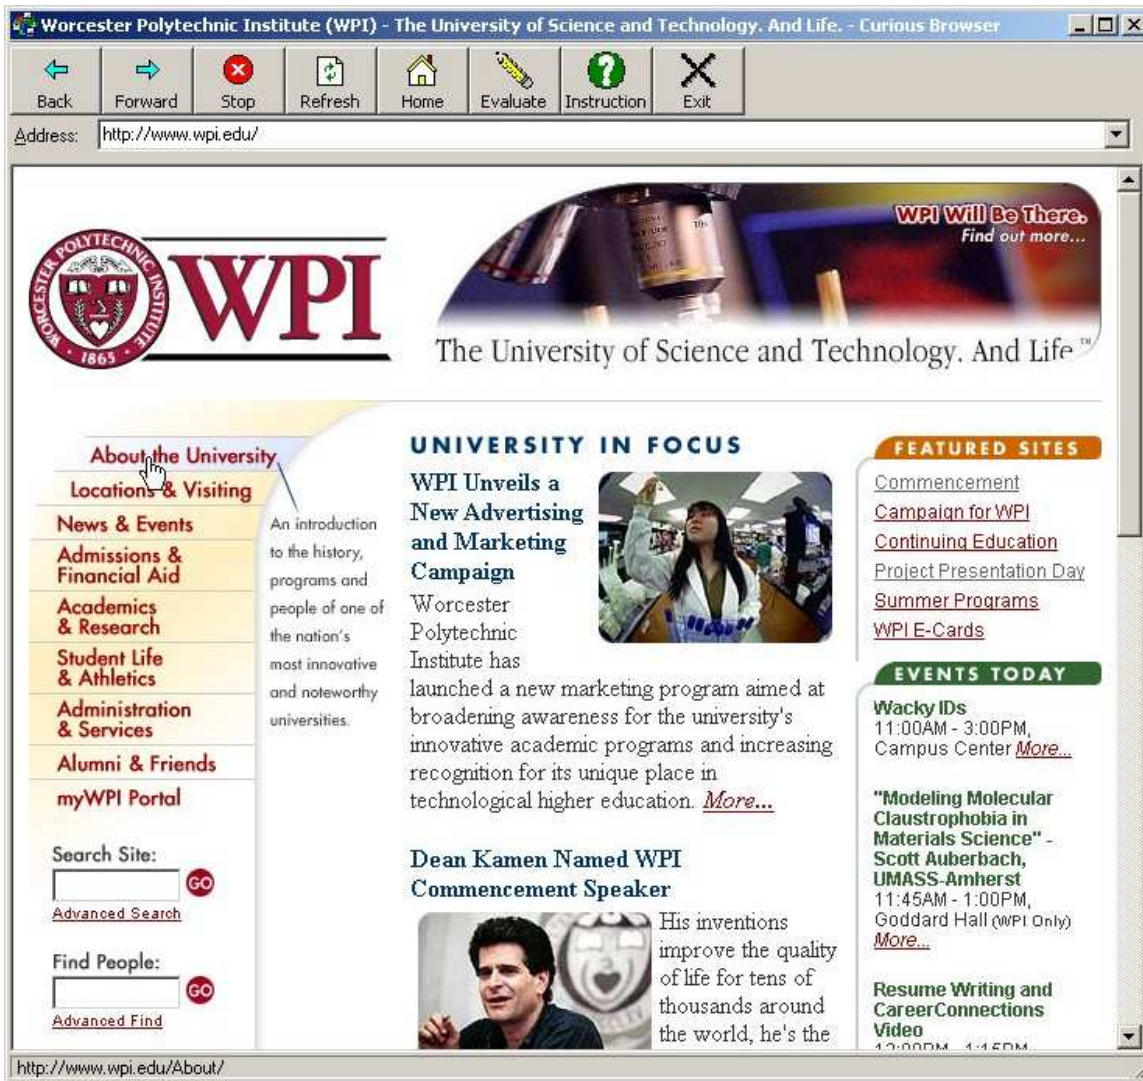 Worcester Polytechnic Institute (WPI) - The University of Science and Technology. And Life. - Curious Browser
Back Forward Stop Refresh Home Evaluate Instruction Exit
Address: http://www.wpi.edu/
WPI Will Be There.
Find out more...
WORCESTER POLYTECHNIC INSTITUTE
1865
WPI
The University of Science and Technology. And Life.™
About the University
Locations & Visiting
News & Events
Admissions &
Financial Aid
Academics
& Research
Student Life
& Athletics
Administration
& Services
Alumni & Friends
myWPI Portal
Search Site:
GO
Advanced Search
Find People:
GO
Advanced Find
An introduction
to the history,
programs and
people of one of
the nation's
most innovative
and noteworthy
universities.
UNIVERSITY IN FOCUS
WPI Unveils a
New Advertising
and Marketing
Campaign
Worcester
Polytechnic
Institute has
launched a new marketing program aimed at
broadening awareness for the university's
innovative academic programs and increasing
recognition for its unique place in
technological higher education. More...
Dean Kamen Named WPI
Commencement Speaker
His inventions
improve the quality
of life for tens of
thousands around
the world, he's the
FEATURED SITES
Commencement
Campaign for WPI
Continuing Education
Project Presentation Day
Summer Programs
WPI E-Cards
EVENTS TODAY
Wacky IDs
11:00AM - 3:00PM,
Campus Center More...
"Modeling Molecular
Claustrophobia in
Materials Science" -
Scott Auberbach,
UMASS-Amherst
11:45AM - 1:00PM,
Goddard Hall (WPI Only)
More...
Resume Writing and
CareerConnections
Video
12:00PM - 1:15PM
http://www.wpi.edu/About/